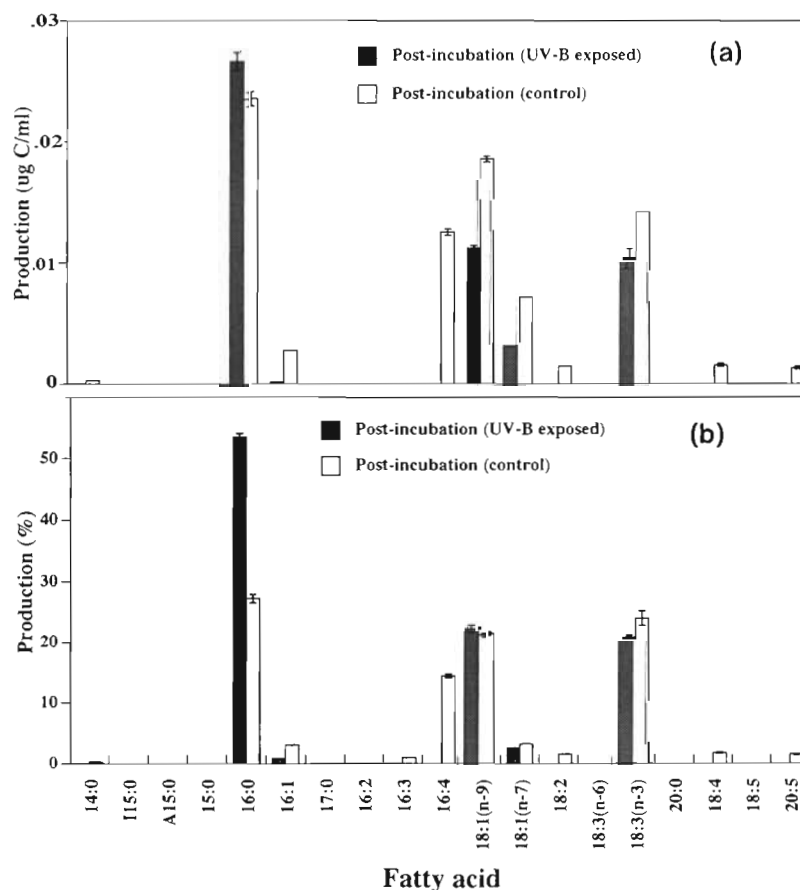 .03
(a)
Post-incubation (UV-B exposed)
Post-incubation (control)
.02
.01
0
Production (ug C/ml)
(b)
Post-incubation (UV-B exposed)
Post-incubation (control)
50
40
30
20
10
0
Production (%)
14:0
I15:0
A15:0
15:0
16:0
16:1
17:0
16:2
16:3
16:4
18:1(n-9)
18:1(n-7)
18:2
18:3(n-6)
18:3(n-3)
20:0
18:4
18:5
20:5
Fatty acid